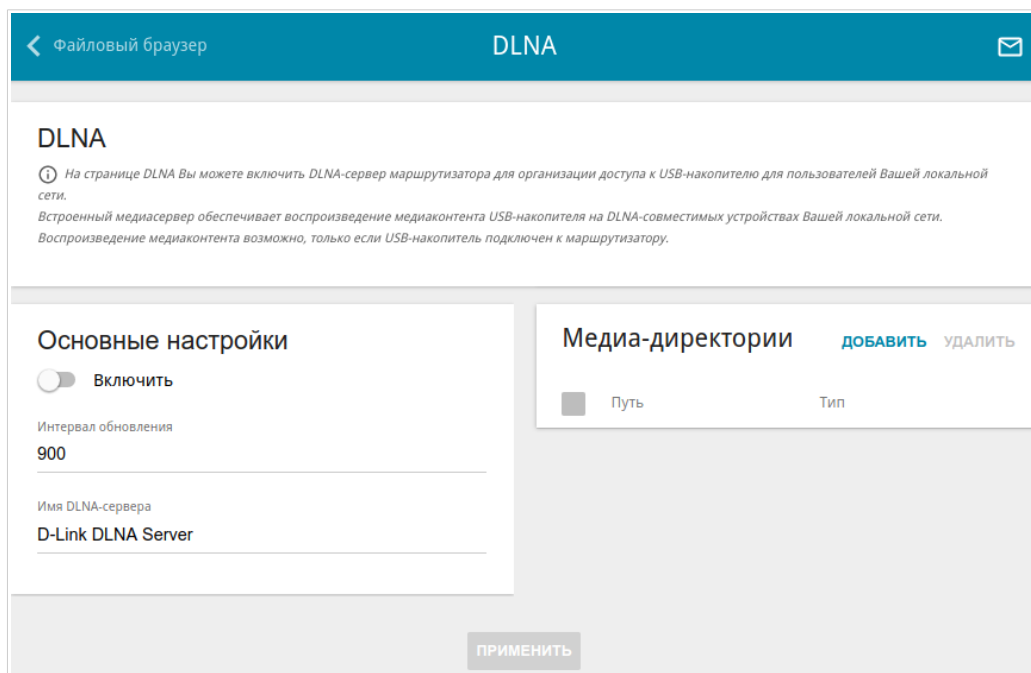 Файловый браузер
DLNA
DLNA
На странице DLNA Вы можете включить DLNA-сервер маршрутизатора для организации доступа к USB-накопителю для пользователей Вашей локальной
сети.
Встроенный медиасервер обеспечивает воспроизведение медиаконтента USB-накопителя на DLNA-совместимых устройствах Вашей локальной сети.
Воспроизведение медиаконтента возможно, только если USB-накопитель подключен к маршрутизатору.
Основные настройки
Включить
Интервал обновления
900
Имя DLNA-сервера
D-Link DLNA Server
Медиа-директории
ДОБАВИТЬ УДАЛИТЬ
Путь Тип
ПРИМЕНИТЬ